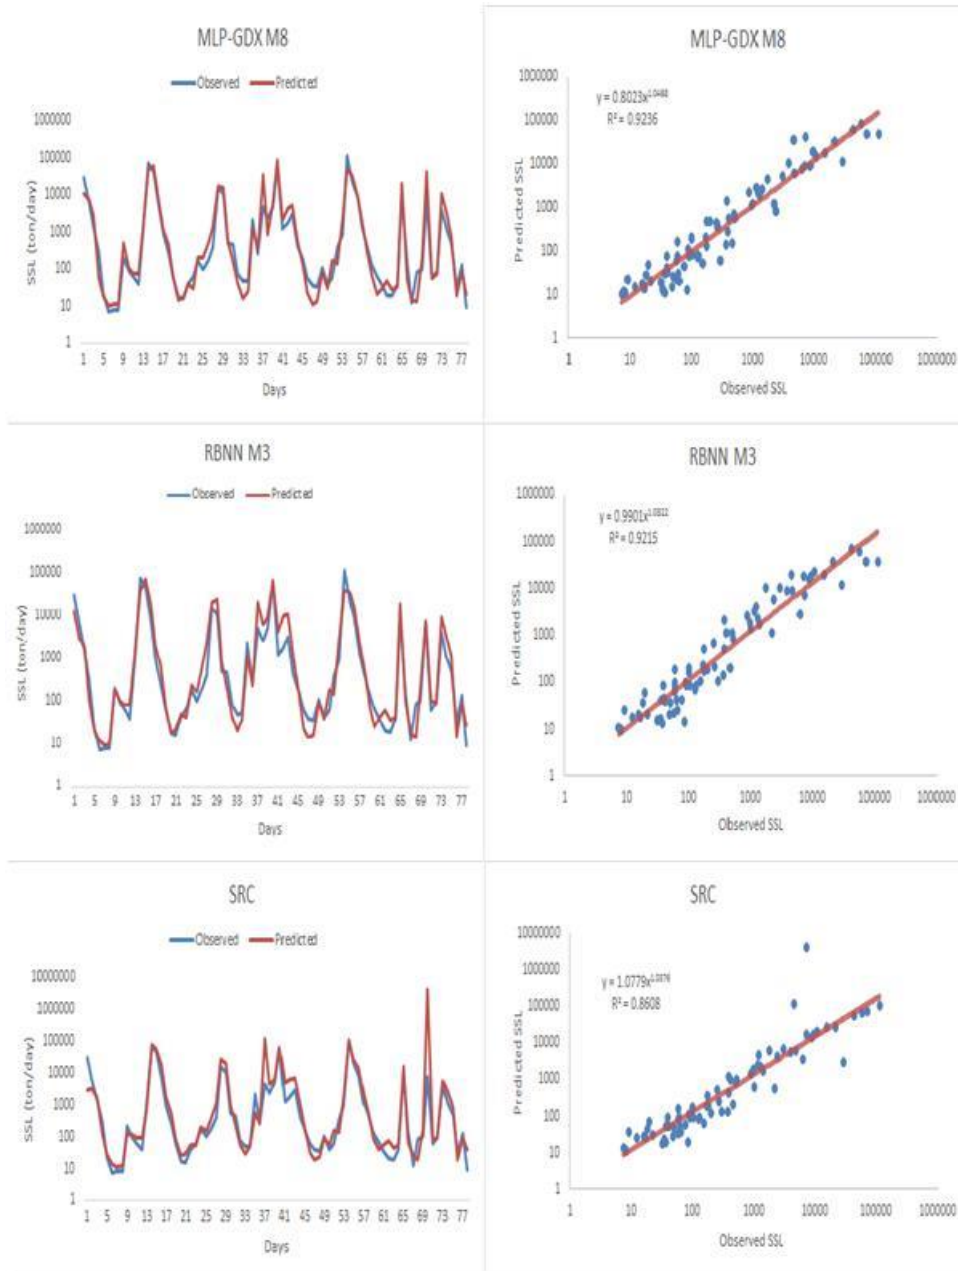 MLP-GDX M8
Observed Predicted
1000000
100000
10000
1000
100
10
1
SSL (ton/day)
1 5 9 13 17 21 25 29 33 37 41 45 49 53 57 61 65 69 73 77
Days
MLP-GDX M8
y = 0.8023x
R² = 0.9236
1000000
100000
10000
1000
100
10
1
Predicted SSL
1 10 100 1000 10000 100000 1000000
Observed SSL
RBNN M3
Observed Predicted
1000000
100000
10000
1000
100
10
1
SSL (ton/day)
1 5 9 13 17 21 25 29 33 37 41 45 49 53 57 61 65 69 73 77
Days
RBNN M3
y = 0.9901x
R² = 0.9215
1000000
100000
10000
1000
100
10
1
Predicted SSL
1 10 100 1000 10000 100000 1000000
Observed SSL
SRC
Observed Predicted
10000000
1000000
100000
10000
1000
100
10
1
SSL (ton/day)
1 5 9 13 17 21 25 29 33 37 41 45 49 53 57 61 65 69 73 77
Days
SRC
y = 1.0779x
R² = 0.8608
10000000
1000000
100000
10000
1000
100
10
1
Predicted SSL
1 10 100 1000 10000 100000 1000000
Observed SSL